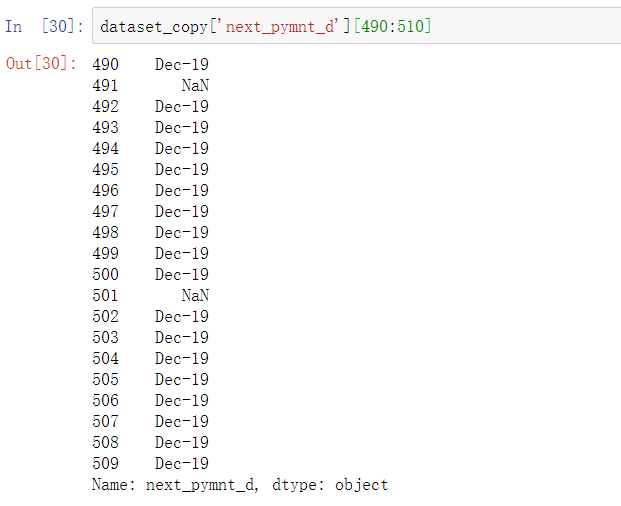 In [30]: dataset_copy['next_pymnt_d'][490:510]
Out[30]: 490 Dec-19
491 NaN
492 Dec-19
493 Dec-19
494 Dec-19
495 Dec-19
496 Dec-19
497 Dec-19
498 Dec-19
499 Dec-19
500 Dec-19
501 NaN
502 Dec-19
503 Dec-19
504 Dec-19
505 Dec-19
506 Dec-19
507 Dec-19
508 Dec-19
509 Dec-19
Name: next_pymnt_d, dtype: object